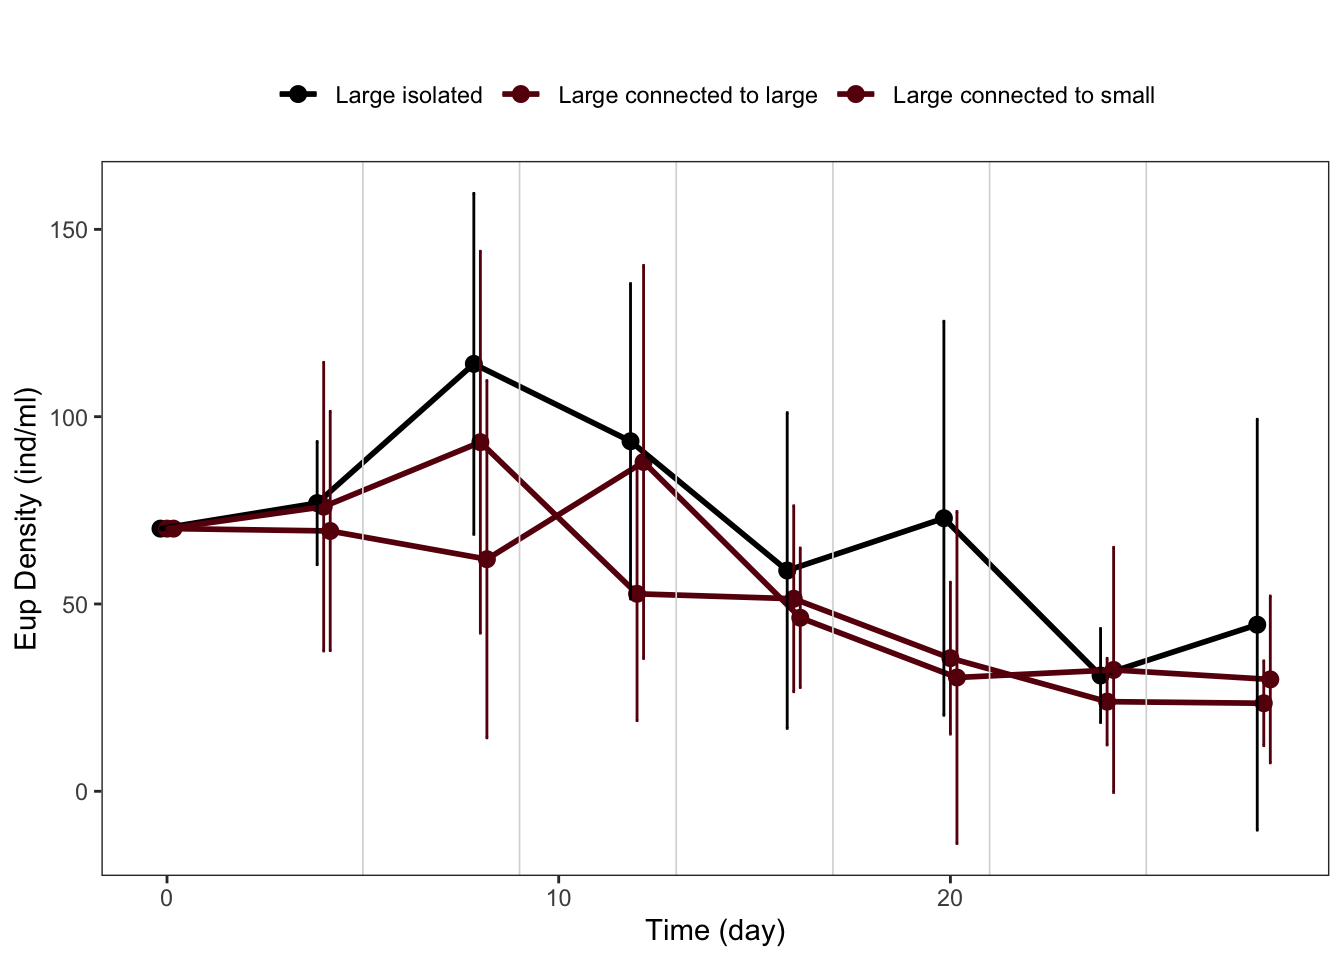 Large isolated Large connected to large Large connected to small
150
100
50
0
Eup Density (ind/ml)
0 10 20
Time (day)